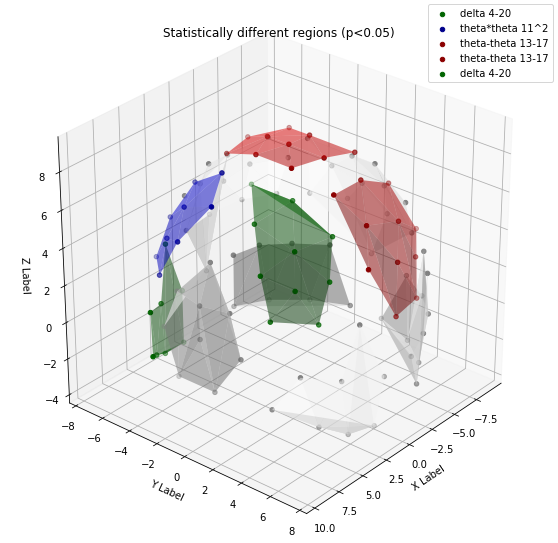 delta 4-20
theta*theta 11^2
theta-theta 13-17
theta-theta 13-17
delta 4-20
Statistically different regions (p<0.05)
8
6
4
2
0
−2
−4
Z Label
−8
−6
−4
−2
0
2
4
6
8
Y Label
−7.5
−5.0
−2.5
0.0
2.5
5.0
7.5
10.0
X Label